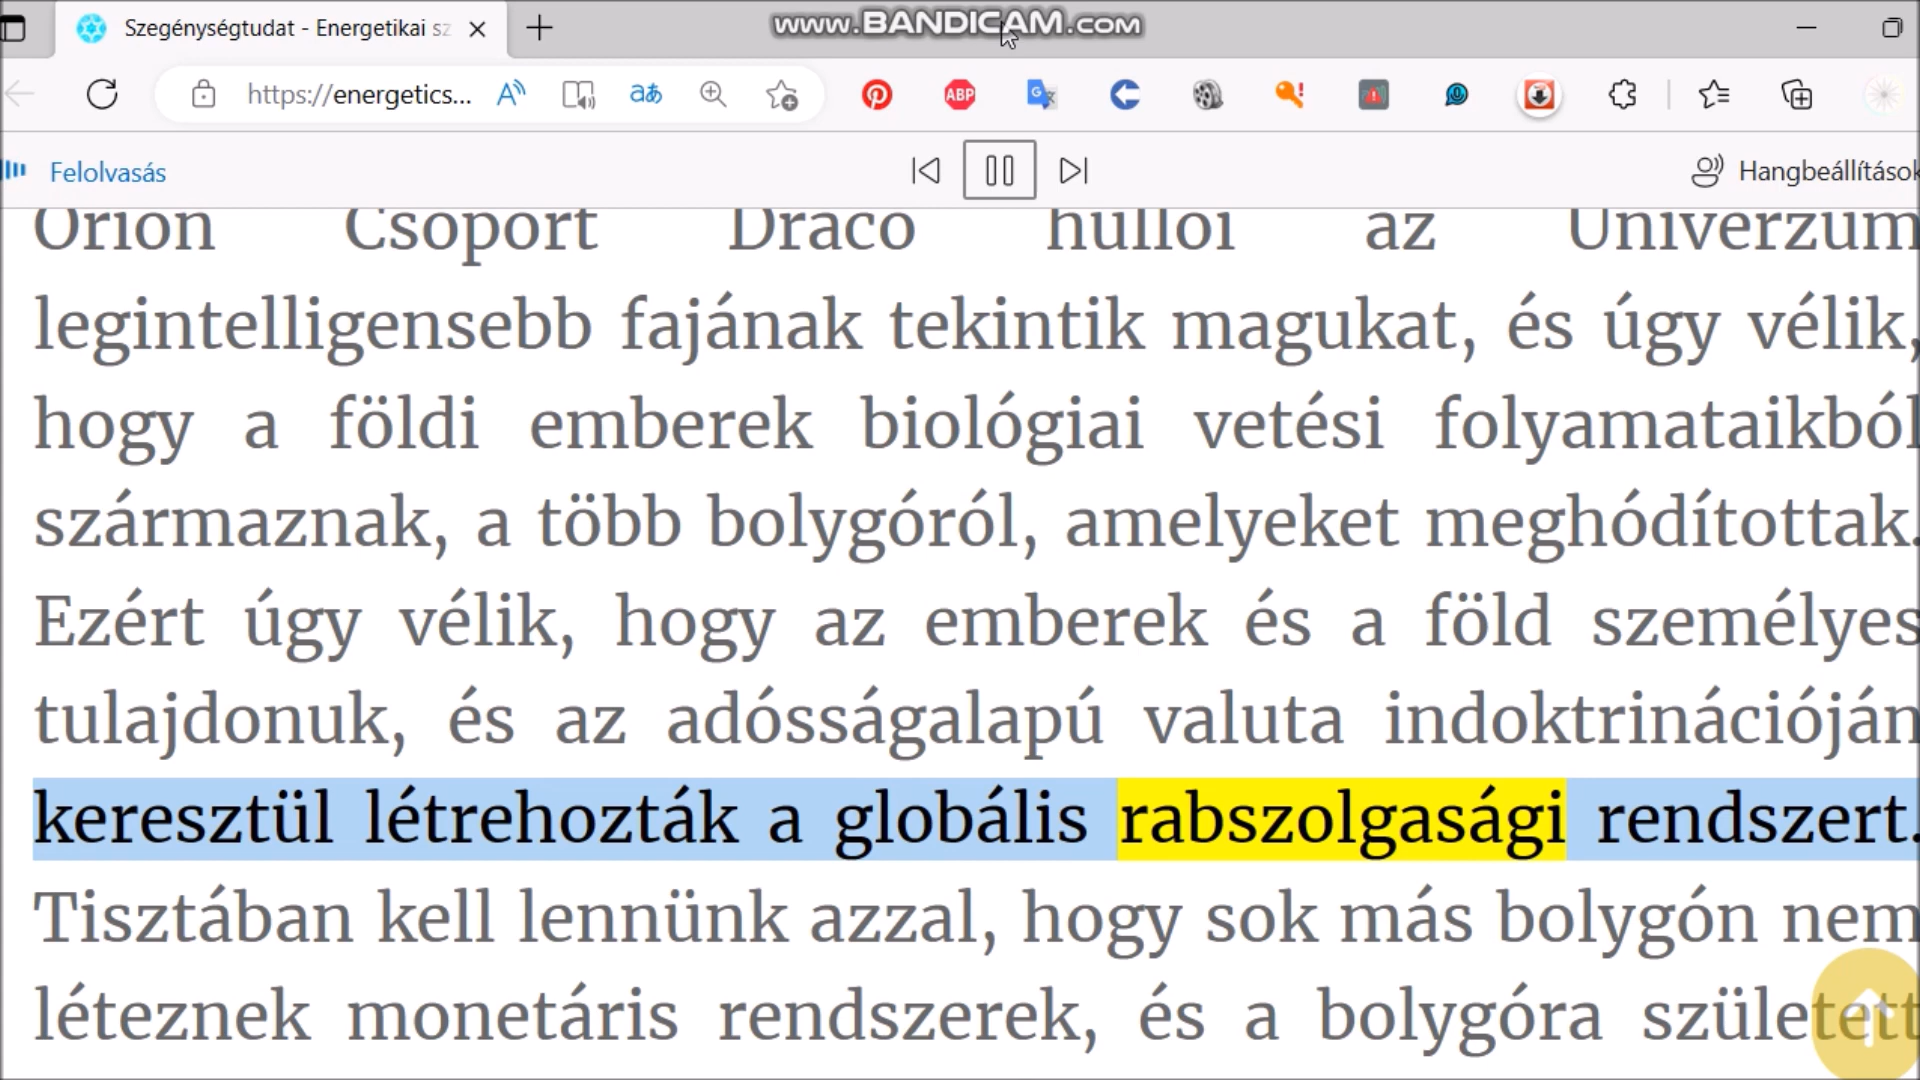 www.BANDICAM.com
Szegénységtudat - Energetikai sz
https://energetics...
Felolvasás
Hangbeállítások
Orion Csoport Draco hüllői az Univerzum
legintelligensebb fajának tekintik magukat, és úgy vélik,
hogy a földi emberek biológiai vetési folyamataikból
származnak, a több bolygóról, amelyeket meghódítottak.
Ezért úgy vélik, hogy az emberek és a föld személyes
tulajdonuk, és az adósságalapú valuta indoktrinációján
keresztül létrehozták a globális rabszolgasági rendszert.
Tisztában kell lennünk azzal, hogy sok más bolygón nem
léteznek monetáris rendszerek, és a bolygóra született